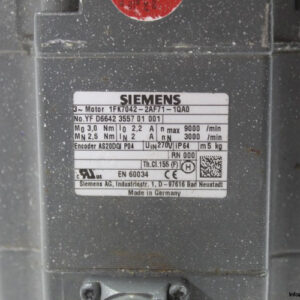 SIEMENS
3~ Motor 1FK7042-2AF71-1QA0
No.YF D6642 3557 01 001
M0 3,0 Nm I0 2,2 A n max 9000 /min
MN 2,6 Nm IN 2 A nN 3000 /min
Encoder AS20DQI P04 UIN 270V IP64 m 5 kg
RN 000
Th.Cl.155 (F)
EN 60034
Siemens AG, Industriestr. 1, D-97616 Bad Neustadt
Made in Germany